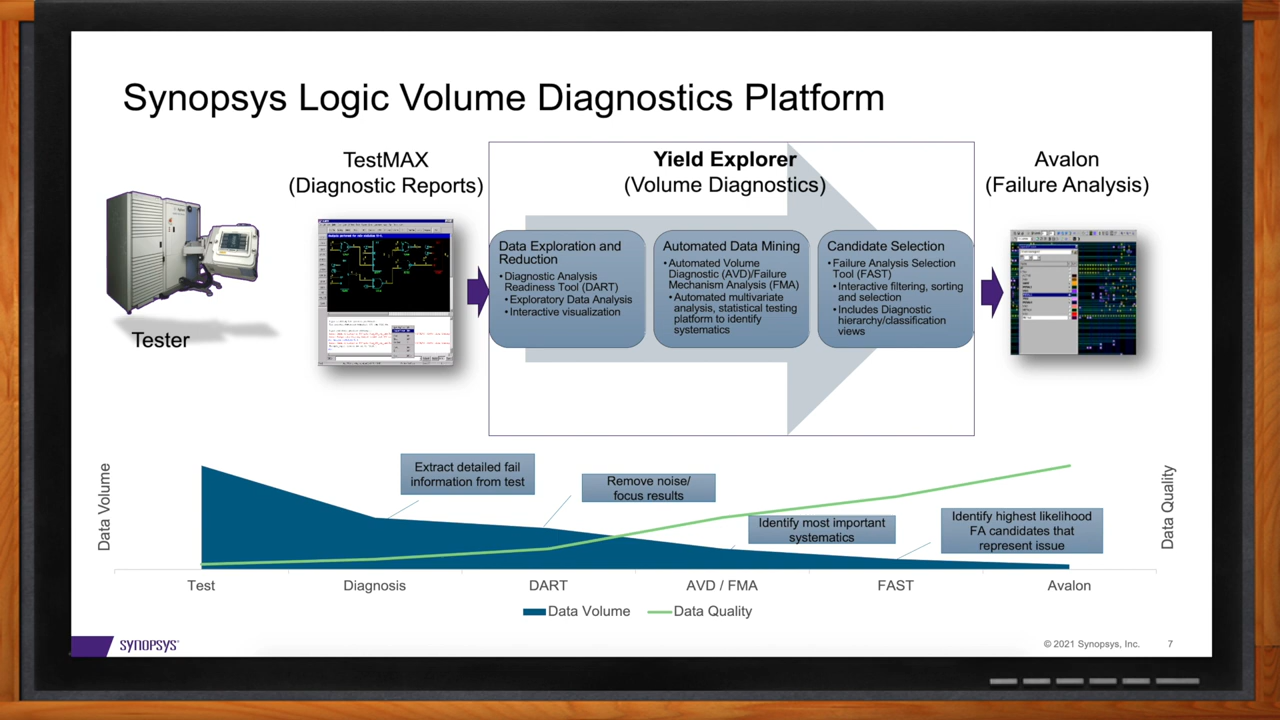 Synopsys Logic Volume Diagnostics Platform
TestMAX
(Diagnostic Reports)
Yield Explorer
(Volume Diagnostics)
Avalon
(Failure Analysis)
Tester
Data Exploration and
Reduction
•Diagnostic Analysis
Readiness Tool (DART)
•Exploratory Data Analysis
•Interactive visualization
Automated Data Mining
•Automated Volume
Diagnostic (AVD)/Failure
Mechanism Analysis (FMA)
•Automated multivariate
analysis, statistical testing
platform to identify
systematics
Candidate Selection
•Failure Analysis Selection
Tool (FAST)
•Interactive filtering, sorting
and selection
•Includes Diagnostic
hierarchy/classification
views
Data Volume
Extract detailed fail
information from test
Remove noise/
focus results
Identify most important
systematics
Identify highest likelihood
FA candidates that
represent issue
Data Quality
Test
Diagnosis
DART
AVD / FMA
FAST
Avalon
Data Volume
Data Quality
SYNOPSYS®
© 2021 Synopsys, Inc.
7